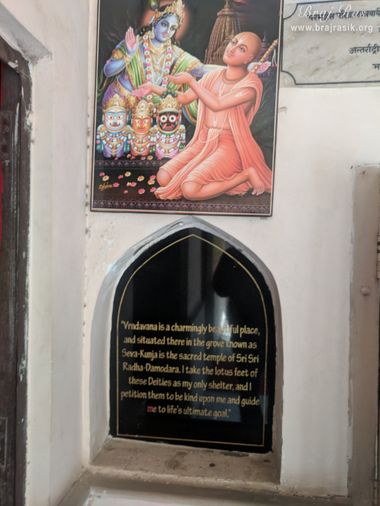 www.brajrasik.org
"Vrndavana is a charmingly beautiful place,
and situated there in the grove known as
Seva-Kunja is the sacred temple of Sri Sri
Radha-Damodara. I take the lotus feet of
these Deities as my only shelter, and I
petition them to be kind upon me and guide
me to life's ultimate goal."